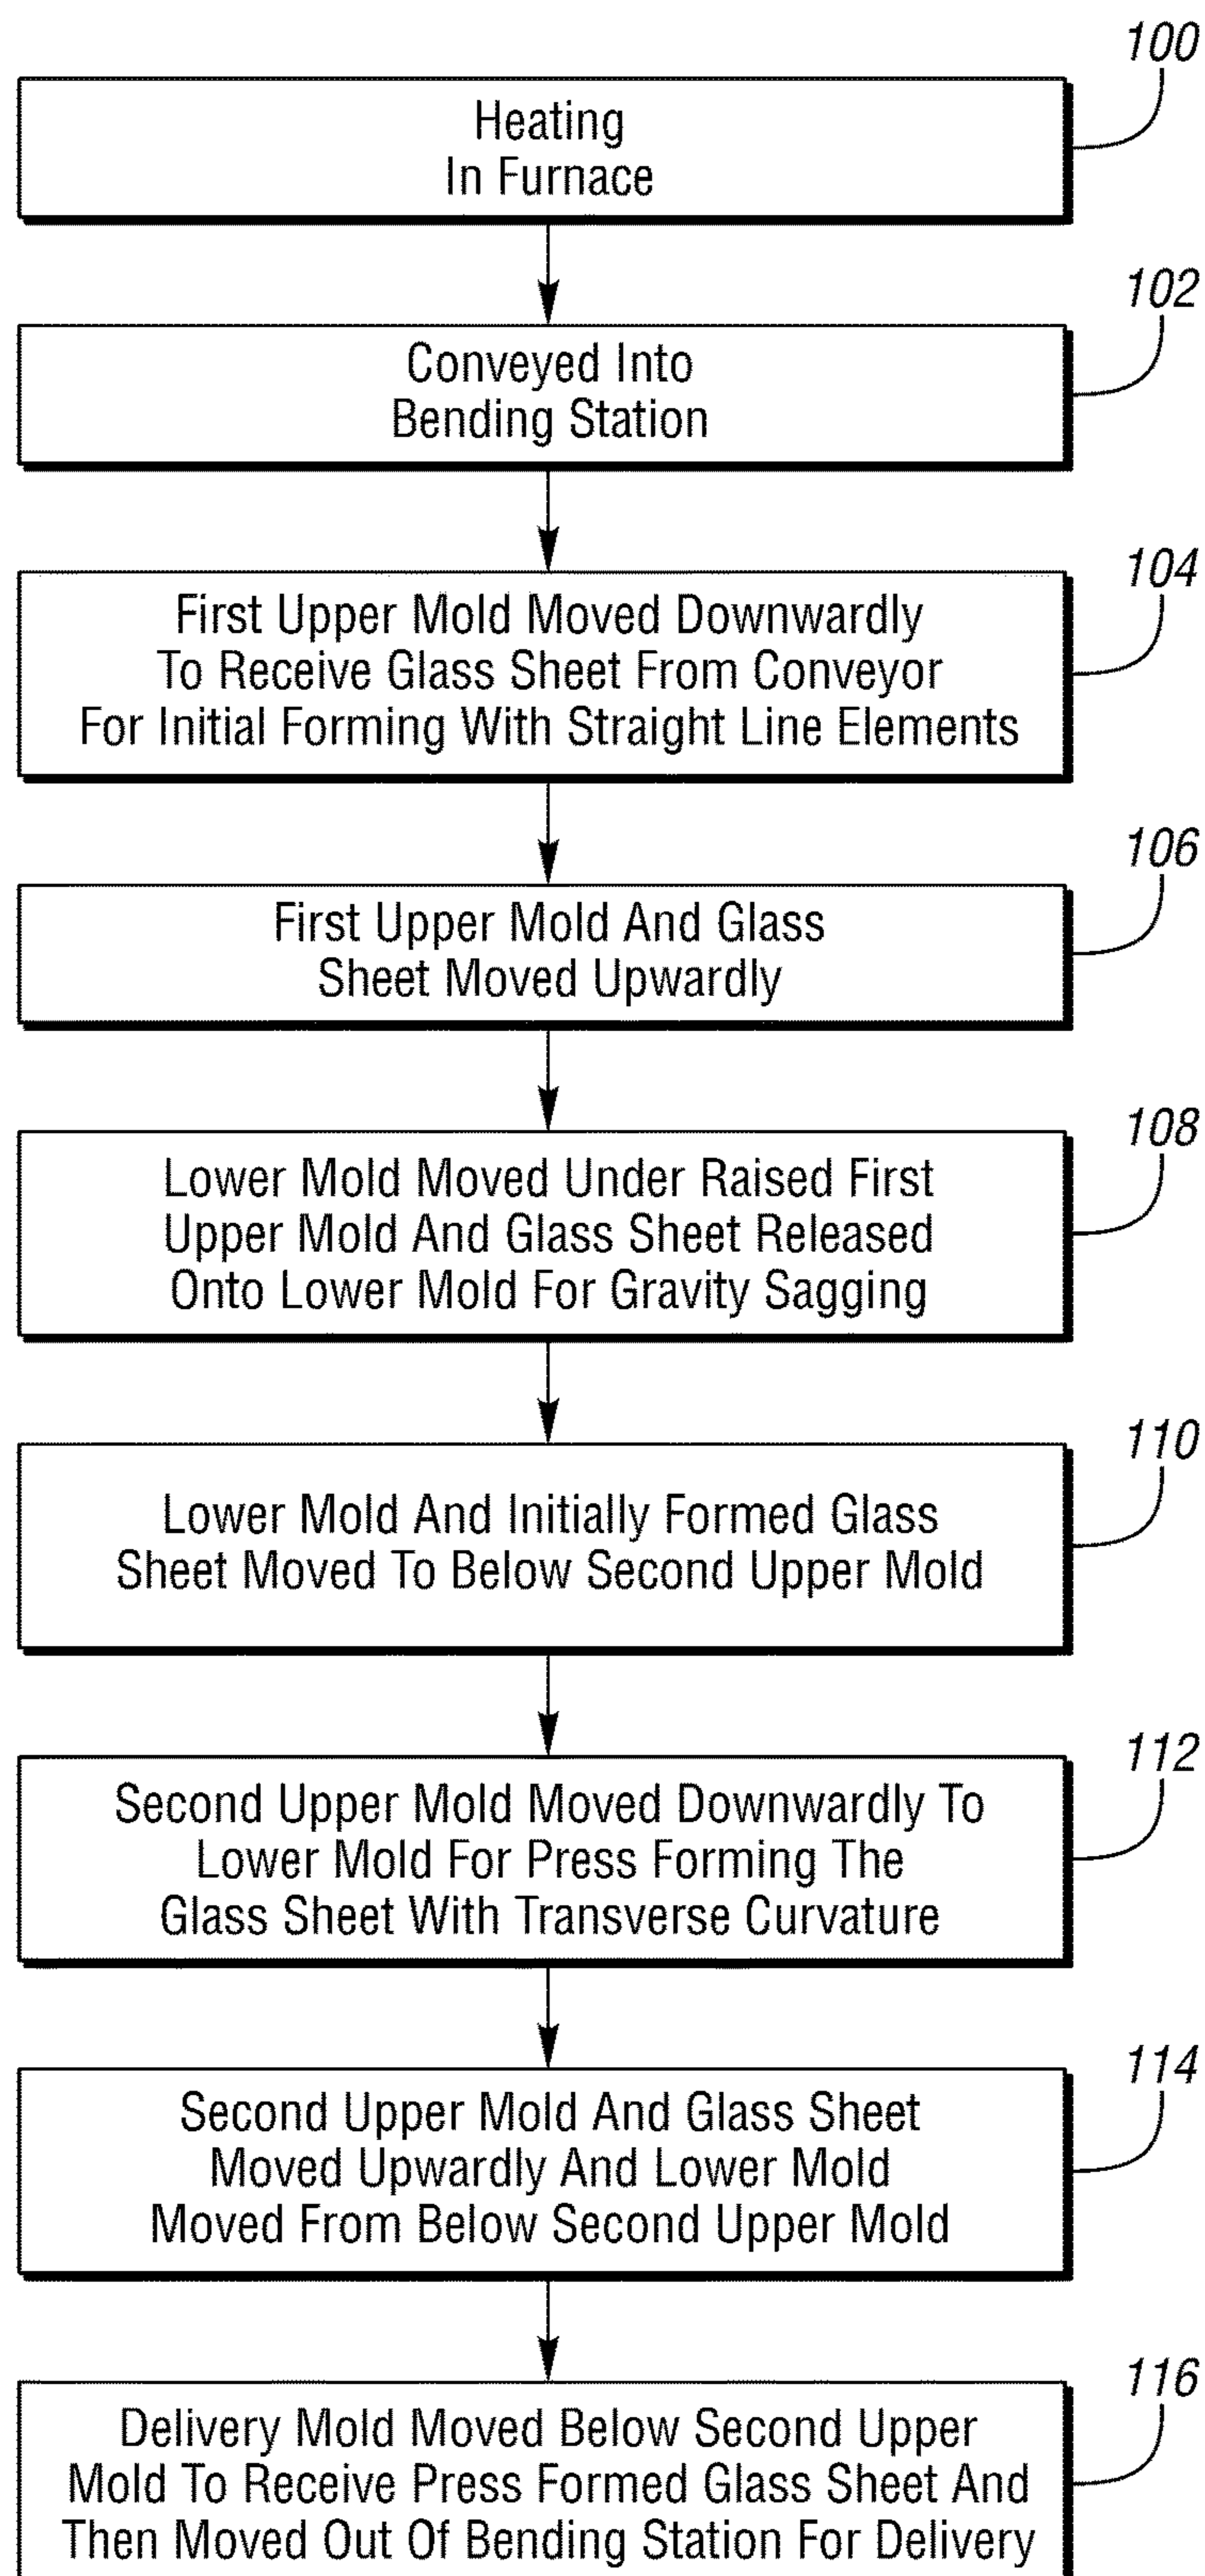 100
Heating
In Furnace
102
Conveyed Into
Bending Station
104
First Upper Mold Moved Downwardly
To Receive Glass Sheet From Conveyor
For Initial Forming With Straight Line Elements
106
First Upper Mold And Glass
Sheet Moved Upwardly
108
Lower Mold Moved Under Raised First
Upper Mold And Glass Sheet Released
Onto Lower Mold For Gravity Sagging
110
Lower Mold And Initially Formed Glass
Sheet Moved To Below Second Upper Mold
112
Second Upper Mold Moved Downwardly To
Lower Mold For Press Forming The
Glass Sheet With Transverse Curvature
114
Second Upper Mold And Glass Sheet
Moved Upwardly And Lower Mold
Moved From Below Second Upper Mold
116
Delivery Mold Moved Below Second Upper
Mold To Receive Press Formed Glass Sheet And
Then Moved Out Of Bending Station For Delivery